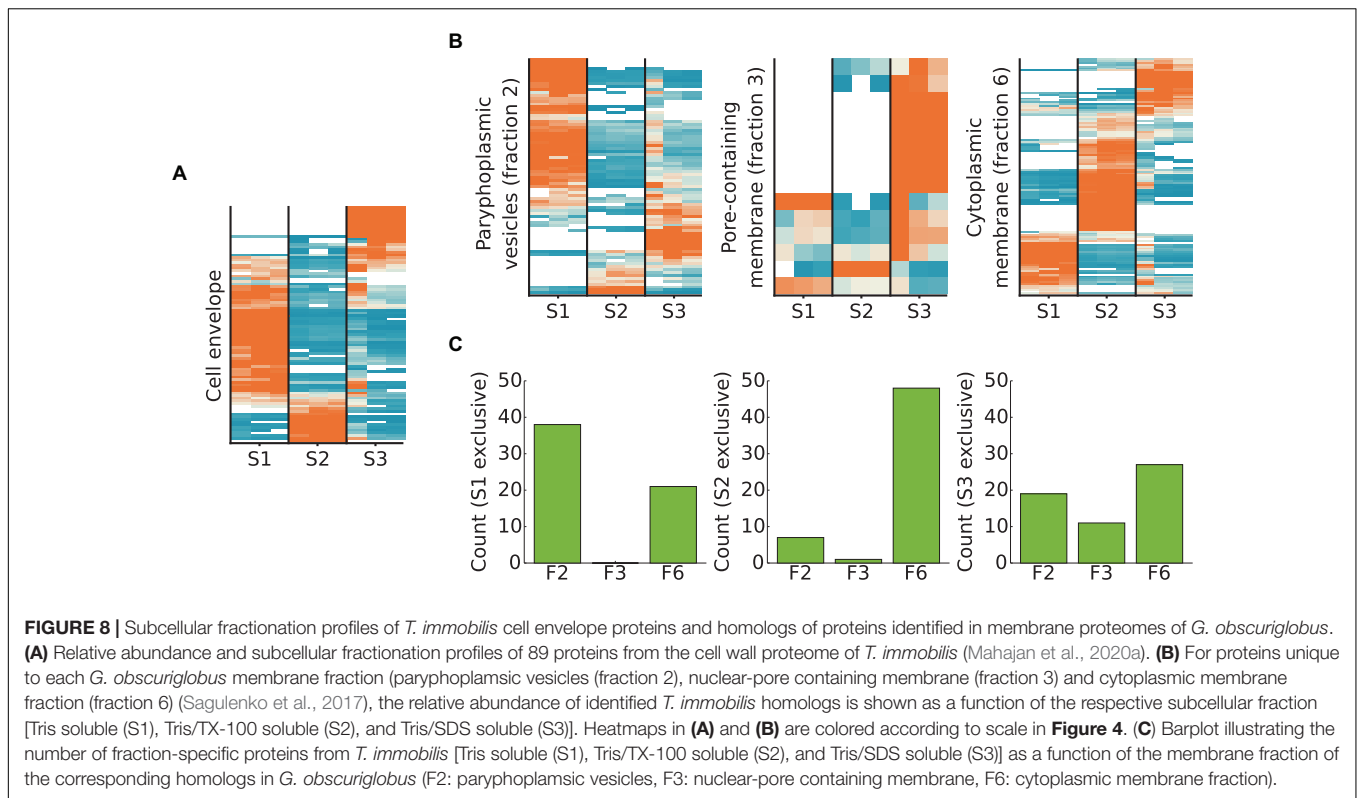 B
Paryphoplasmic
vesicles (fraction 2)
S1 S2 S3
Pore-containing
membrane (fraction 3)
S1 S2 S3
Cytoplasmic
membrane (fraction 6)
S1 S2 S3
A
Cell envelope
S1 S2 S3
C
Count (S1 exclusive)
50
40
30
20
10
0
F2 F3 F6
Count (S2 exclusive)
50
40
30
20
10
0
F2 F3 F6
Count (S3 exclusive)
50
40
30
20
10
0
F2 F3 F6
FIGURE 8 | Subcellular fractionation profiles of T. immobilis cell envelope proteins and homologs of proteins identified in membrane proteomes of G. obscuriglobus.
(A) Relative abundance and subcellular fractionation profiles of 89 proteins from the cell wall proteome of T. immobilis (Mahajan et al., 2020a). (B) For proteins unique
to each G. obscuriglobus membrane fraction (paryphoplamsic vesicles (fraction 2), nuclear-pore containing membrane (fraction 3) and cytoplasmic membrane
fraction (fraction 6) (Sagulenko et al., 2017), the relative abundance of identified T. immobilis homologs is shown as a function of the respective subcellular fraction
[Tris soluble (S1), Tris/TX-100 soluble (S2), and Tris/SDS soluble (S3)]. Heatmaps in (A) and (B) are colored according to scale in Figure 4. (C) Barplot illustrating the
number of fraction-specific proteins from T. immobilis [Tris soluble (S1), Tris/TX-100 soluble (S2), and Tris/SDS soluble (S3)] as a function of the membrane fraction of
the corresponding homologs in G. obscuriglobus (F2: paryphoplamsic vesicles, F3: nuclear-pore containing membrane, F6: cytoplasmic membrane fraction).